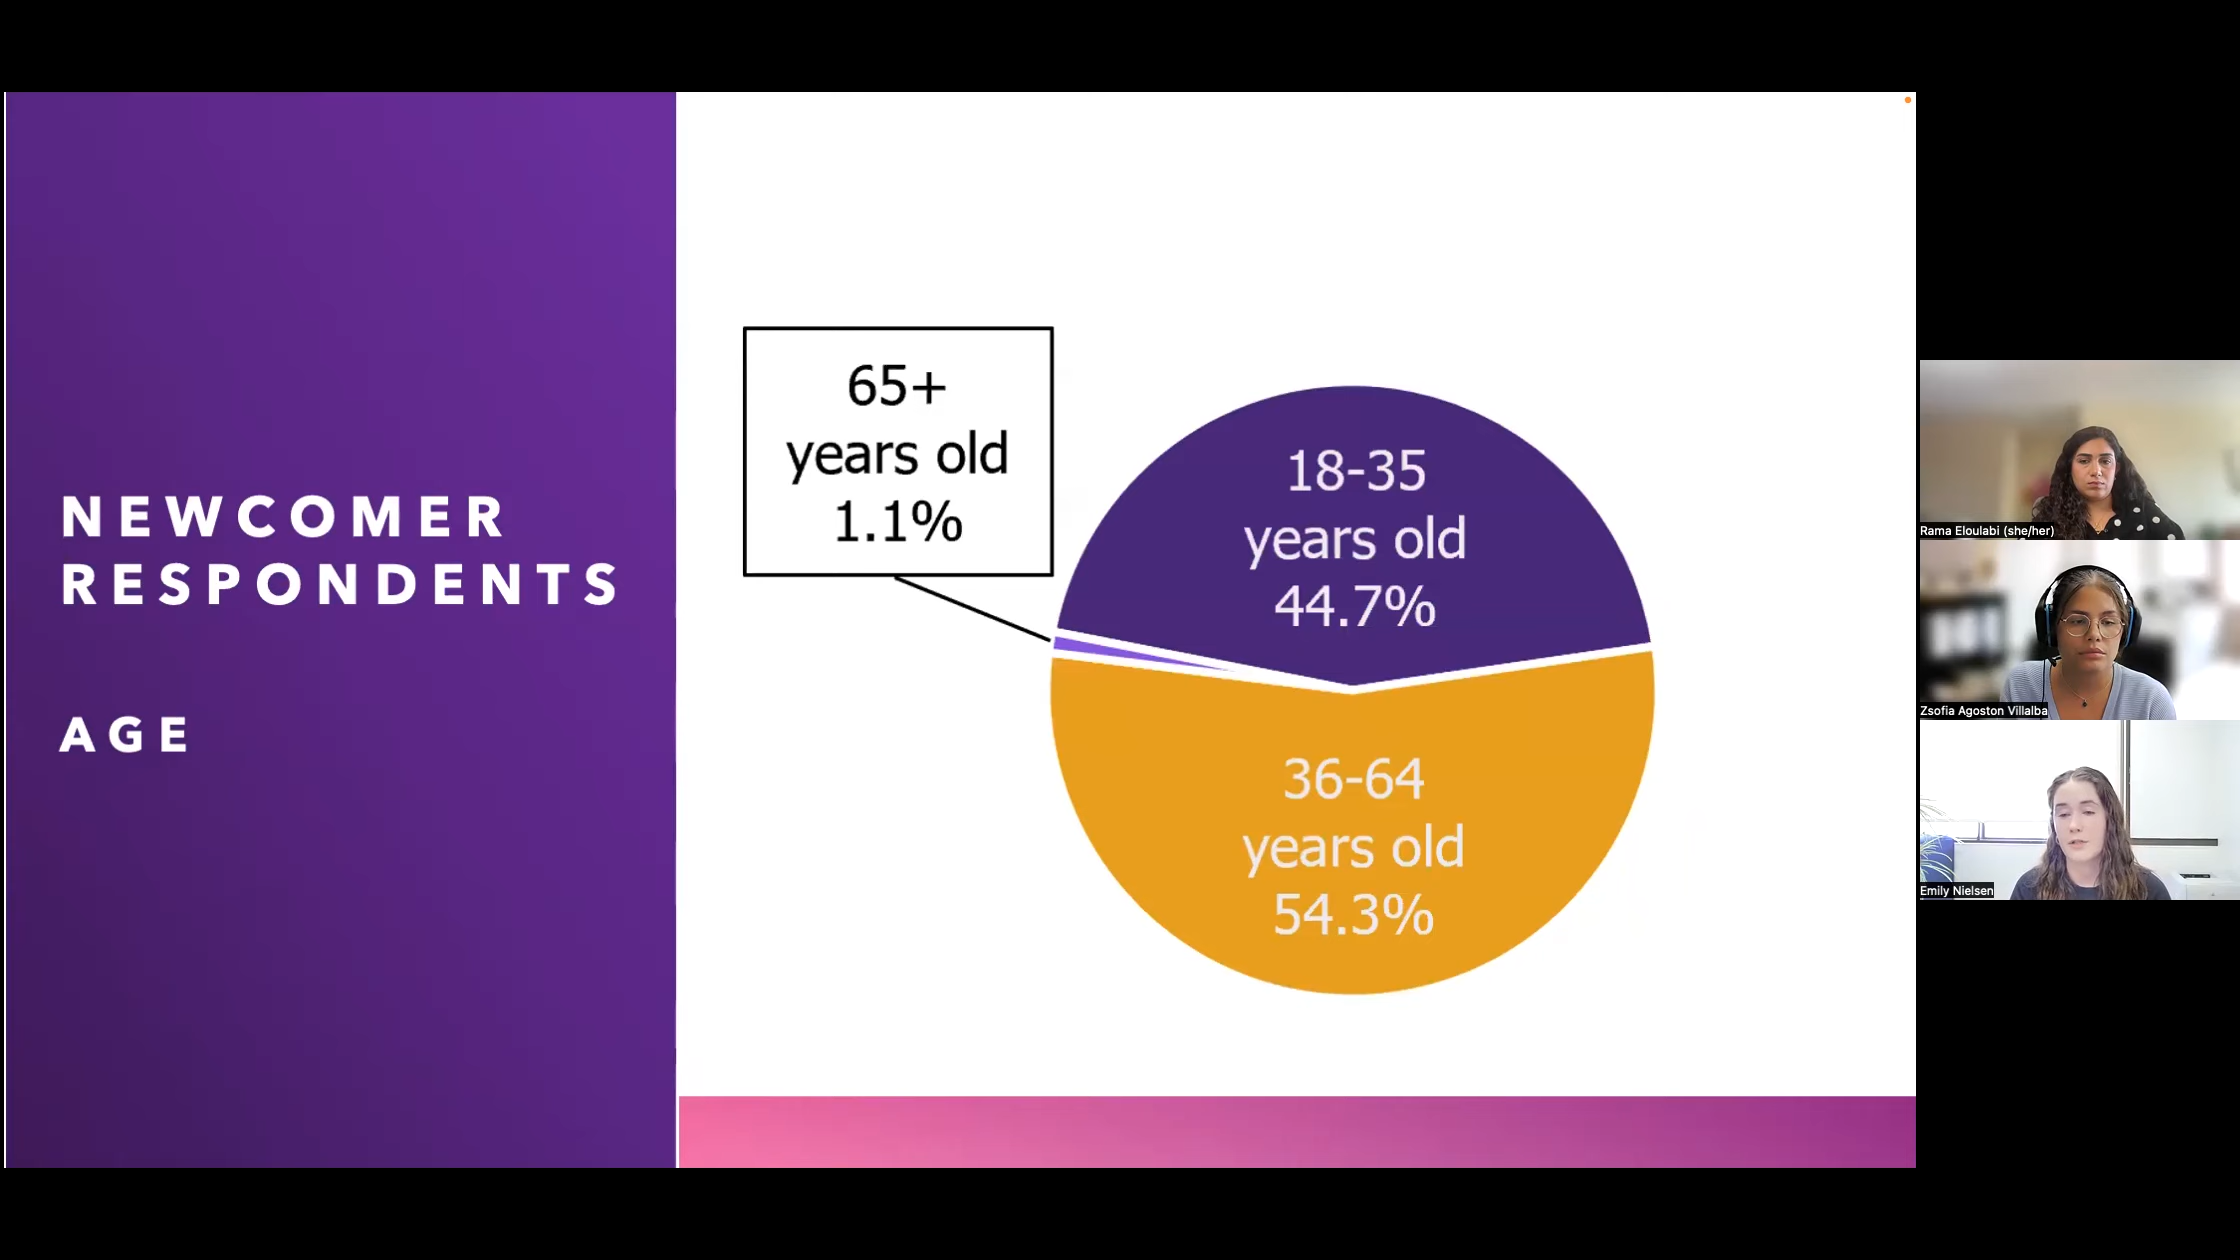 NEWCOMER
RESPONDENTS
AGE
65+
years old
1.1%
18-35
years old
44.7%
36-64
years old
54.3%
Rama Eloulabi (she/her)
Zsofia Agoston Villalba
Emily Nielsen